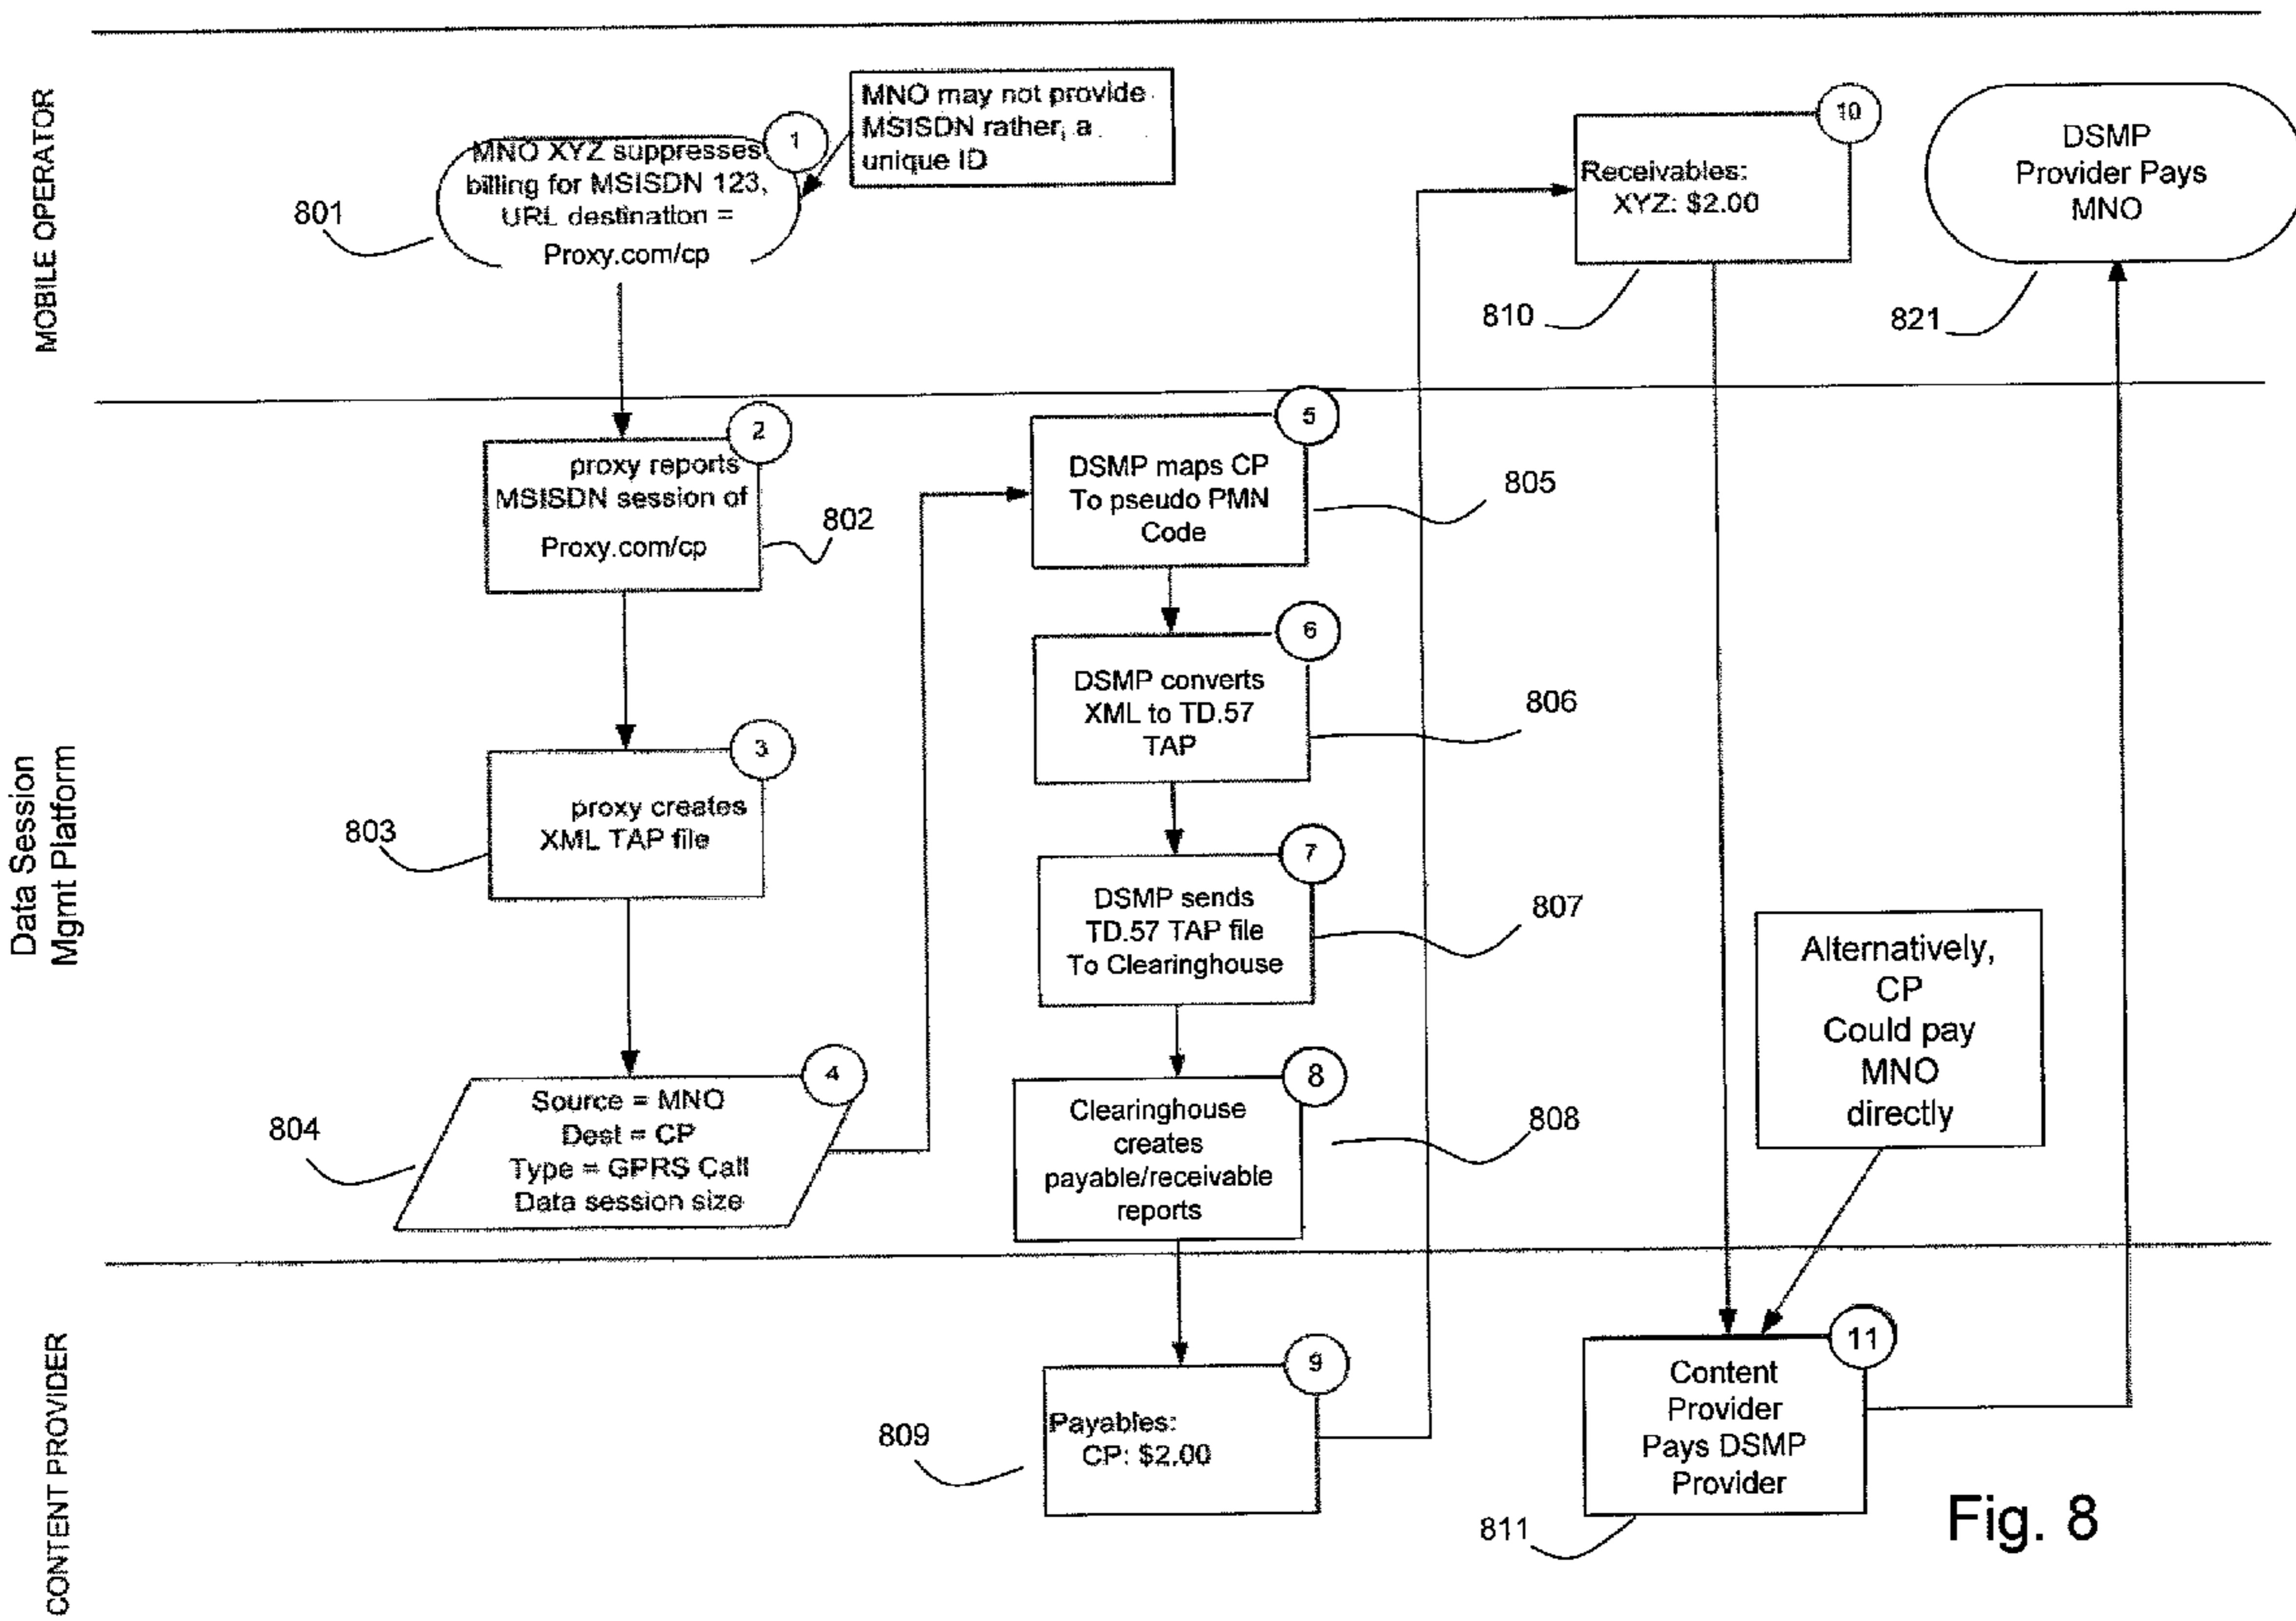 MOBILE OPERATOR
1
MNO XYZ suppresses
billing for MSISDN 123,
URL destination =
Proxy.com/cp
801
MNO may not provide
MSISDN rather, a
unique ID
10
Receivables:
XYZ: $2.00
810
DSMP
Provider Pays
MNO
821
Data Session
Mgmt Platform
2
proxy reports
MSISDN session of
Proxy.com/cp
802
3
proxy creates
XML TAP file
803
4
Source = MNO
Dest = CP
Type = GPRS Call
Data session size
804
5
DSMP maps CP
To pseudo PMN
Code
805
6
DSMP converts
XML to TD.57
TAP
806
7
DSMP sends
TD.57 TAP file
To Clearinghouse
807
8
Clearinghouse
creates
payable/receivable
reports
808
Alternatively,
CP
Could pay
MNO
directly
CONTENT PROVIDER
9
Payables:
CP: $2.00
809
11
Content
Provider
Pays DSMP
Provider
811
Fig. 8